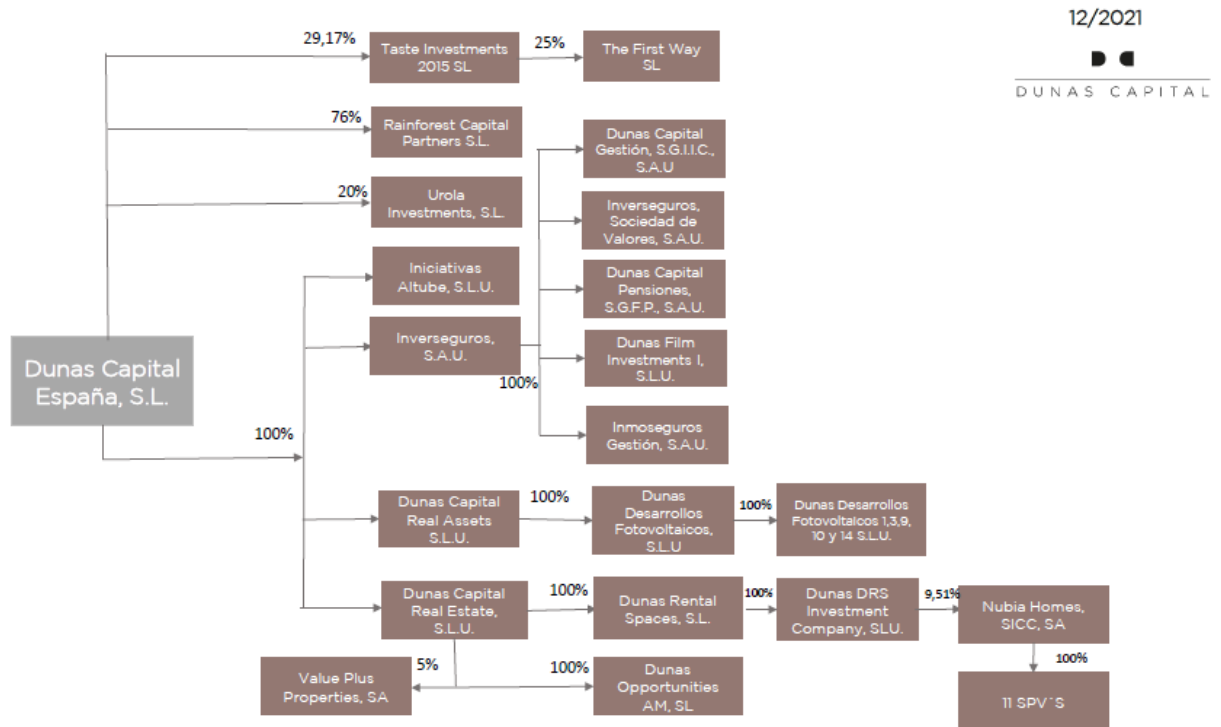 12/2021
DUNAS CAPITAL
29,17%
Taste Investments
2015 SL
25%
The First Way
SL
76%
Rainforest Capital
Partners S.L.
Dunas Capital
Gestión, S.G.I.I.C.,
S.A.U
20%
Urola
Investments, S.L.
Inverseguros,
Sociedad de
Valores, S.A.U.
Iniciativas
Altube, S.L.U.
Dunas Capital
Pensiones,
S.G.F.P., S.A.U.
Inverseguros,
S.A.U.
Dunas Film
Investments I,
S.L.U.
100%
Dunas Capital
España, S.L.
Inmoseguros
Gestión, S.A.U.
100%
Dunas Capital
Real Assets
S.L.U.
100%
Dunas
Desarrollos
Fotovoltaicos,
S.L.U
100%
Dunas Desarrollos
Fotovoltaicos 1,3,9,
10 y 14 S.L.U.
Dunas Capital
Real Estate,
S.L.U.
100%
Dunas Rental
Spaces, S.L.
100%
Dunas DRS
Investment
Company, SLU.
9,51%
Nubia Homes,
SICC, SA
Value Plus
Properties, SA
5%
100%
Dunas
Opportunities
AM, SL
100%
11 SPV´S